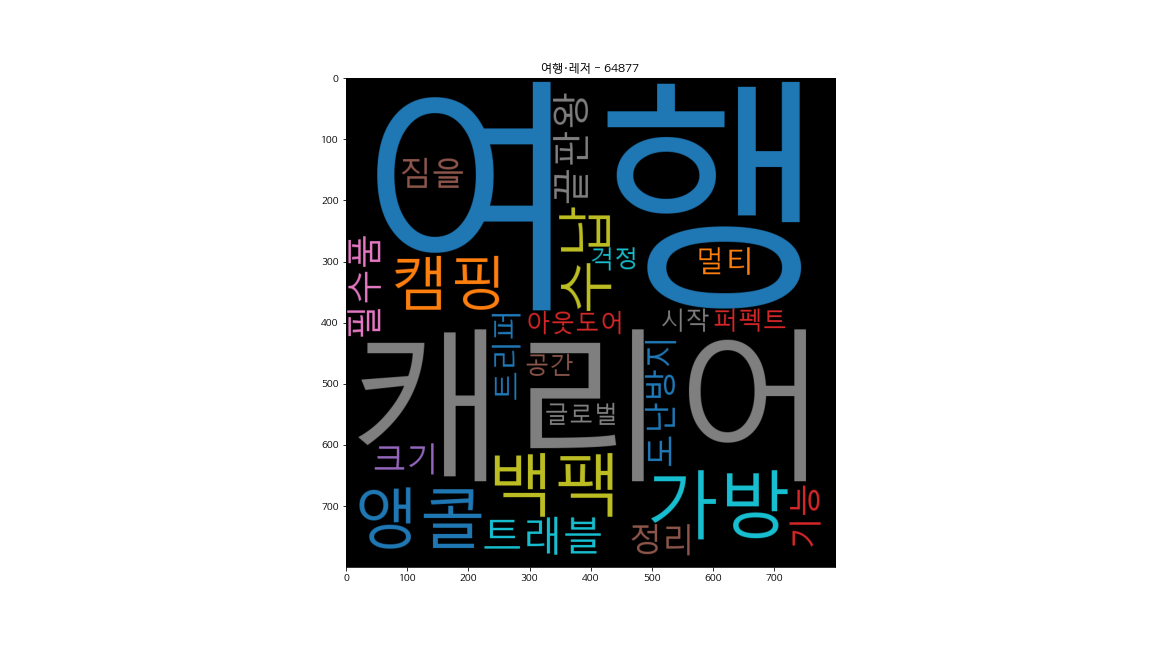 여행·레저 - 64877
여행
끝판왕
짐을
수납
걱정
멀티
필수품
캠핑
트리퍼
아웃도어
시작
퍼펙트
캐리어
공간
글로벌
도난방지
크기
백팩
가방
앵콜
트래블
정리
기능
0
100
200
300
400
500
600
700
0 100 200 300 400 500 600 700